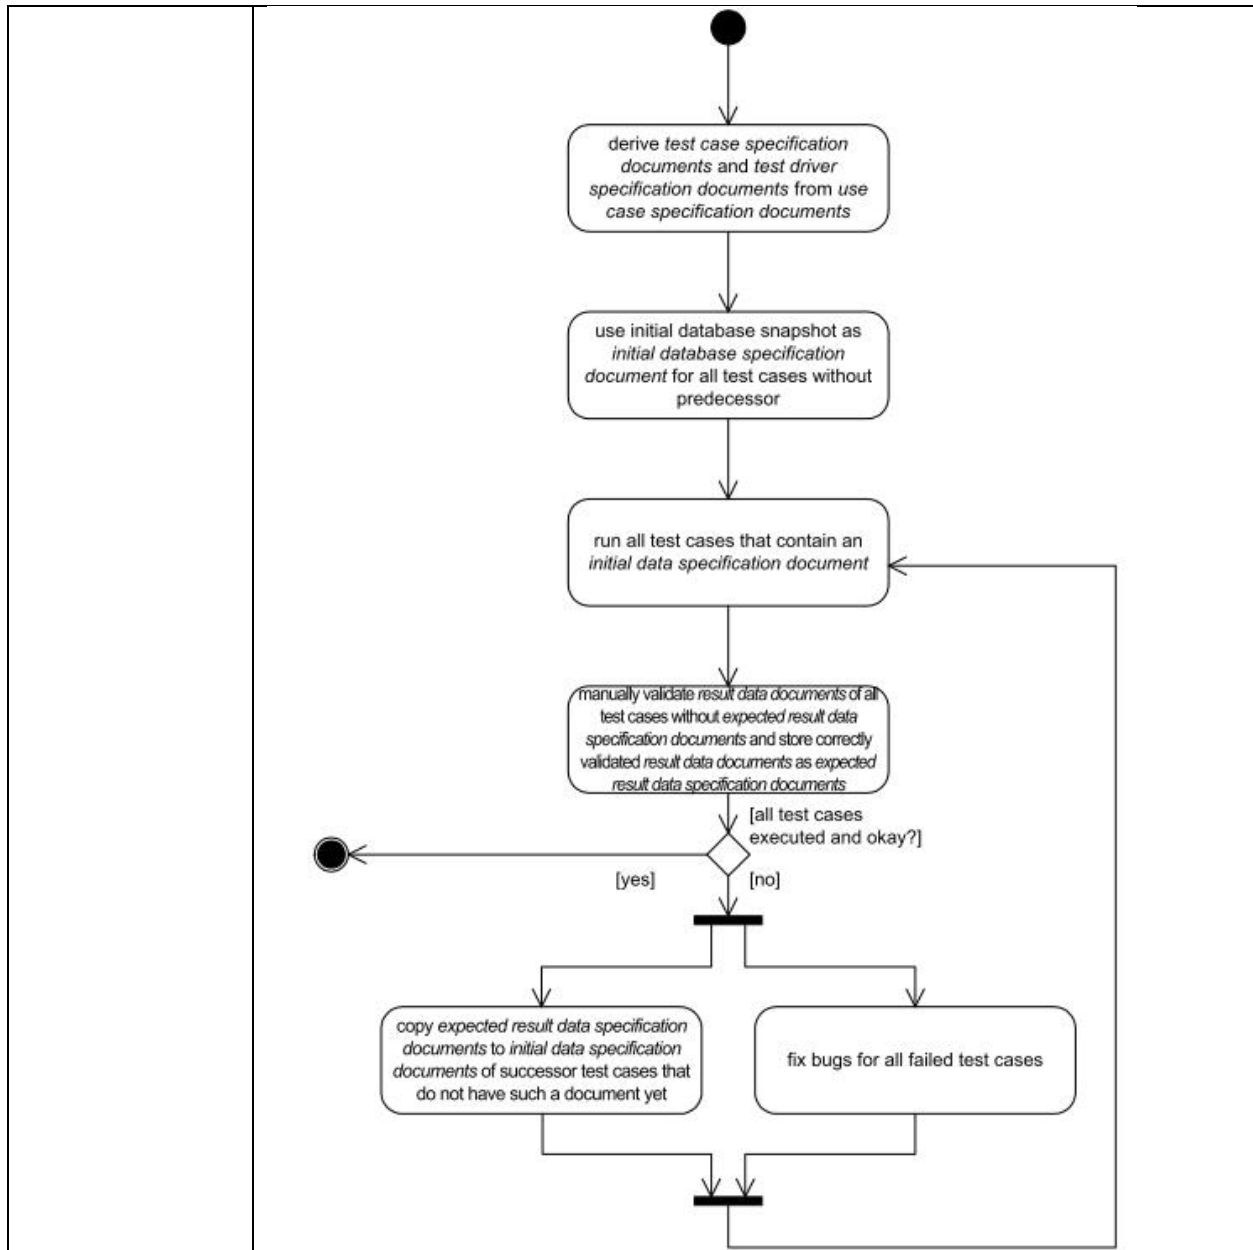 derive test case specification
documents and test driver
specification documents from use
case specification documents
use initial database snapshot as
initial database specification
document for all test cases without
predecessor
run all test cases that contain an
initial data specification document
manually validate result data documents of all
test cases without expected result data
specification documents and store correctly
validated result data documents as expected
result data specification documents
[all test cases
executed and okay?]
[yes]
[no]
copy expected result data specification
documents to initial data specification
documents of successor test cases that
do not have such a document yet
fix bugs for all failed test cases